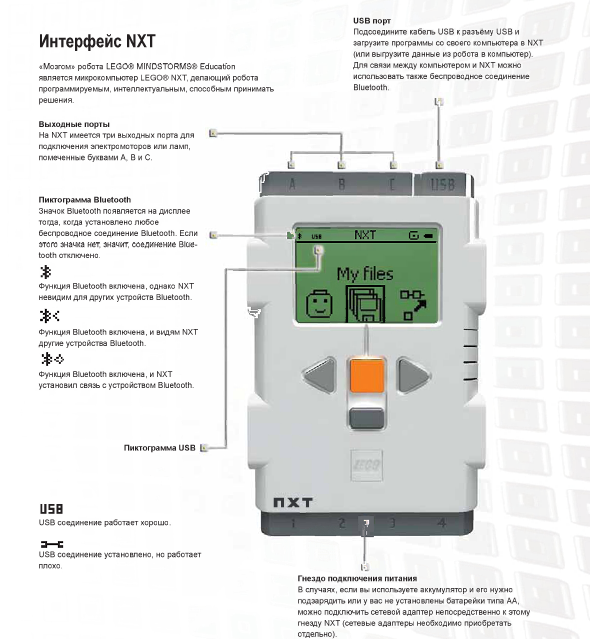 Интерфейс NXT
«Мозгом» робота LEGO® MINDSTORMS® Education
является микрокомпьютер LEGO® NXT, делающий робота
программируемым, интеллектуальным, способным принимать
решения.
USB порт
Подсоедините кабель USB к разъёму USB и
загрузите программы со своего компьютера в NXT
(или выгрузите данные из робота в компьютер).
Для связи между компьютером и NXT можно
использовать также беспроводное соединение
Bluetooth.
Выходные порты
На NXT имеется три выходных порта для
подключения электромоторов или ламп,
помеченные буквами A, B и C.
A B C USB
Пиктограмма Bluetooth
Значок Bluetooth появляется на дисплее
тогда, когда установлено любое
беспроводное соединение Bluetooth. Если
этого значка нет, значит, соединение Blue-
tooth отключено.
USB NXT
My files
Функция Bluetooth включена, однако NXT
невидим для других устройств Bluetooth.
Функция Bluetooth включена, и видям NXT
другие устройства Bluetooth.
Функция Bluetooth включена, и NXT
установил связь с устройством Bluetooth.
Пиктограмма USB
LEGO
NXT
1 2 3 4
USB
USB соединение работает хорошо.
USB соединение установлено, но работает
плохо.
Гнездо подключения питания
В случаях, если вы используете аккумулятор и его нужно
подзарядить или у вас не установлены батарейки типа AA,
можно подключить сетевой адаптер непосредственно к этому
гнезду NXT (сетевые адаптеры необходимо приобретать
отдельно).